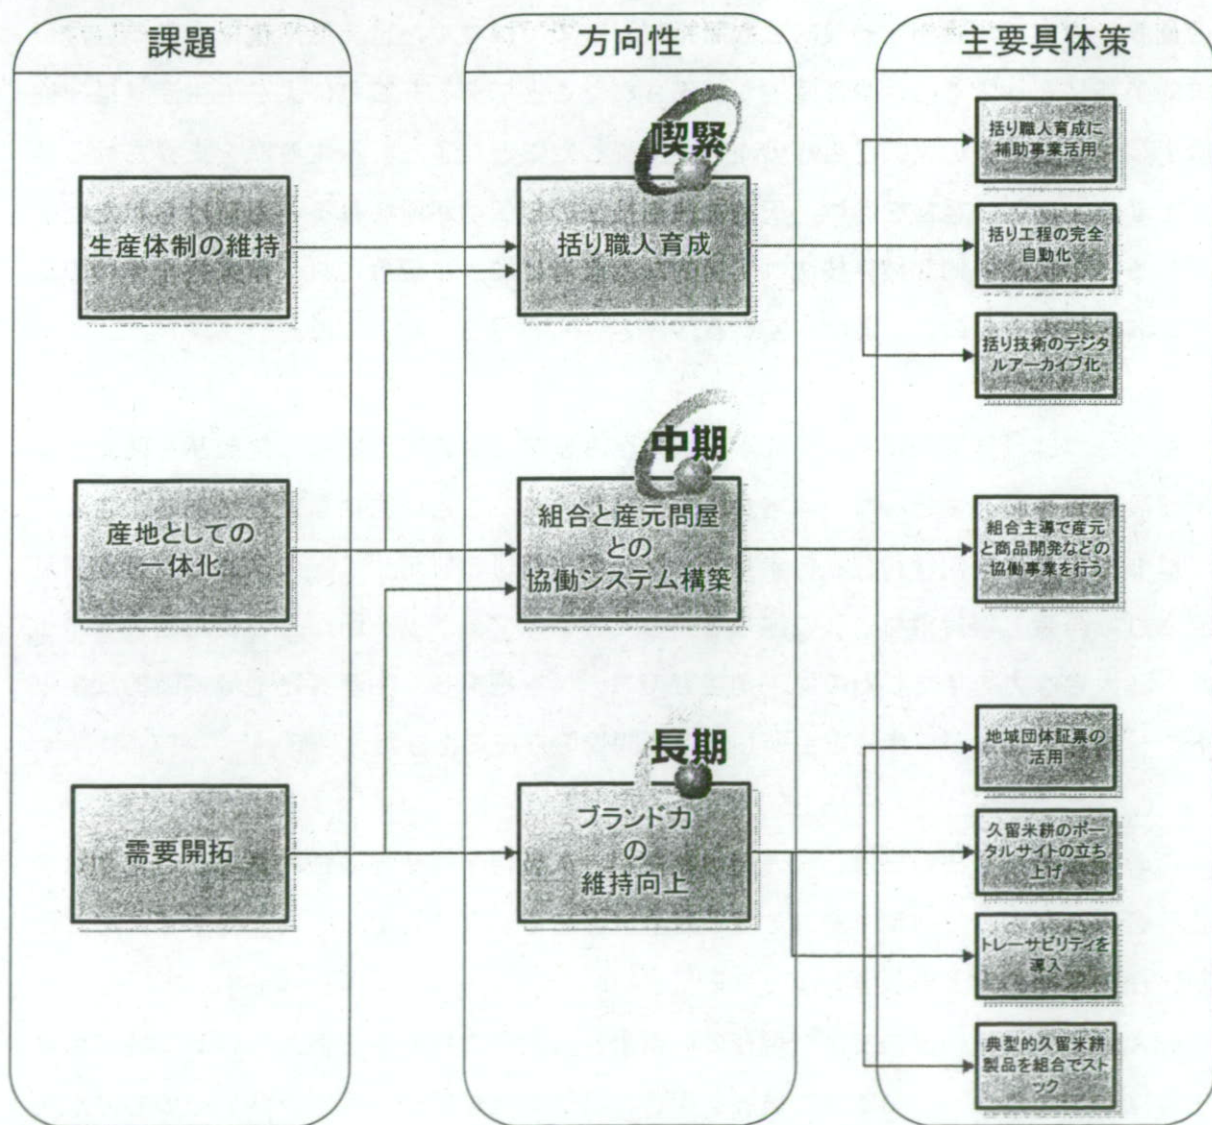 課題
方向性
主要具体策
生産体制の維持
喫緊
括り職人育成
括り職人育成に
補助事業活用
括り工程の完全
自動化
括り技術のデジタ
ルアーカイブ化
産地としての
一体化
中期
組合と産元問屋
との
協働システム構築
組合主導で産元
と商品開発などの
協働事業を行う
需要開拓
長期
ブランド力
の
維持向上
地域団体証票の
活用
久留米絣のポー
タルサイトの立ち
上げ
トレーサビリティを
導入
典型的久留米絣
製品を組合でスト
ック